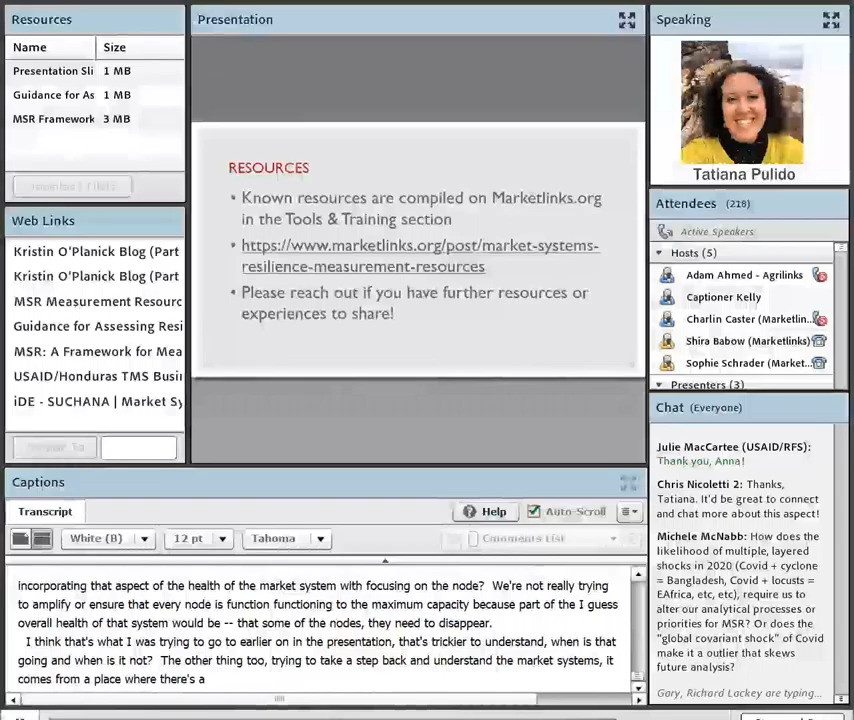 Resources
Name Size
Presentation Sli 1 MB
Guidance for As 1 MB
MSR Framework 3 MB
Web Links
Kristin O'Planick Blog (Part
Kristin O'Planick Blog (Part
MSR Measurement Resourc
Guidance for Assessing Resi
MSR: A Framework for Mea
USAID/Honduras TMS Busin
iDE - SUCHANA | Market Sy
Presentation
RESOURCES
• Known resources are compiled on Marketlinks.org
in the Tools & Training section
• https://www.marketlinks.org/post/market-systems-
resilience-measurement-resources
• Please reach out if you have further resources or
experiences to share!
Speaking
Tatiana Pulido
Attendees (218)
Active Speakers
Hosts (5)
Adam Ahmed - Agrilinks
Captioner Kelly
Charlin Caster (Marketlin...
Shira Babow (Marketlinks)
Sophie Schrader (Market...
Presenters (3)
Chat (Everyone)
Julie MacCartee (USAID/RFS):
Thank you, Anna!
Chris Nicoletti 2: Thanks,
Tatiana. It'd be great to connect
and chat more about this aspect!
Michele McNabb: How does the
likelihood of multiple, layered
shocks in 2020 (Covid + cyclone
= Bangladesh, Covid + locusts =
EAfrica, etc, etc), require us to
alter our analytical processes or
priorities for MSR? Or does the
"global covariant shock" of Covid
make it a outlier that skews
future analysis?
Gary, Richard Lackey are typing...
Captions
Transcript
Help Auto-Scroll
White (B) 12 pt Tahoma Comments List
incorporating that aspect of the health of the market system with focusing on the node? We're not really trying
to amplify or ensure that every node is function functioning to the maximum capacity because part of the I guess
overall health of that system would be -- that some of the nodes, they need to disappear.
I think that's what I was trying to go to earlier on in the presentation, that's trickier to understand, when is that
going and when is it not? The other thing too, trying to take a step back and understand the market systems, it
comes from a place where there's a